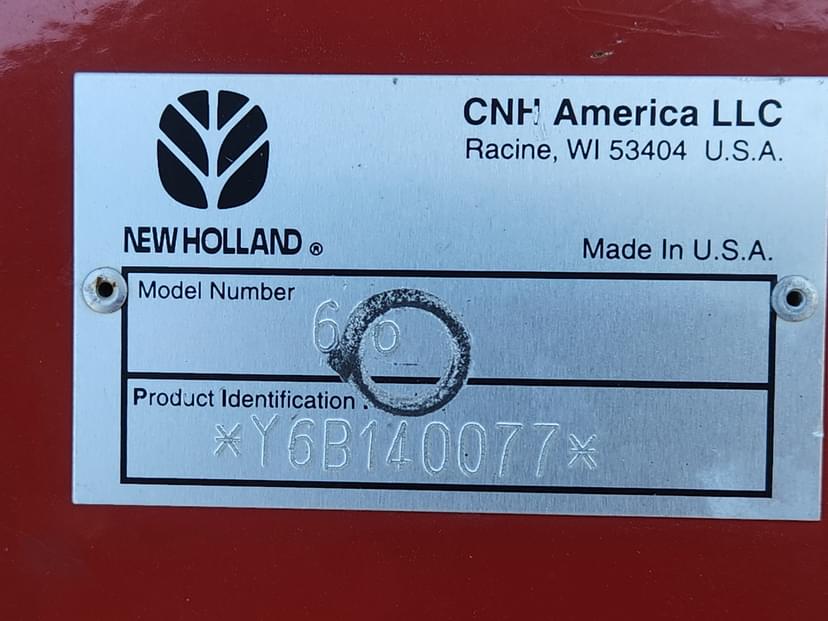 CNH America LLC
Racine, WI 53404 U.S.A.
NEW HOLLAND ®
Made In U.S.A.
Model Number
Product Identification
*Y6B140077*